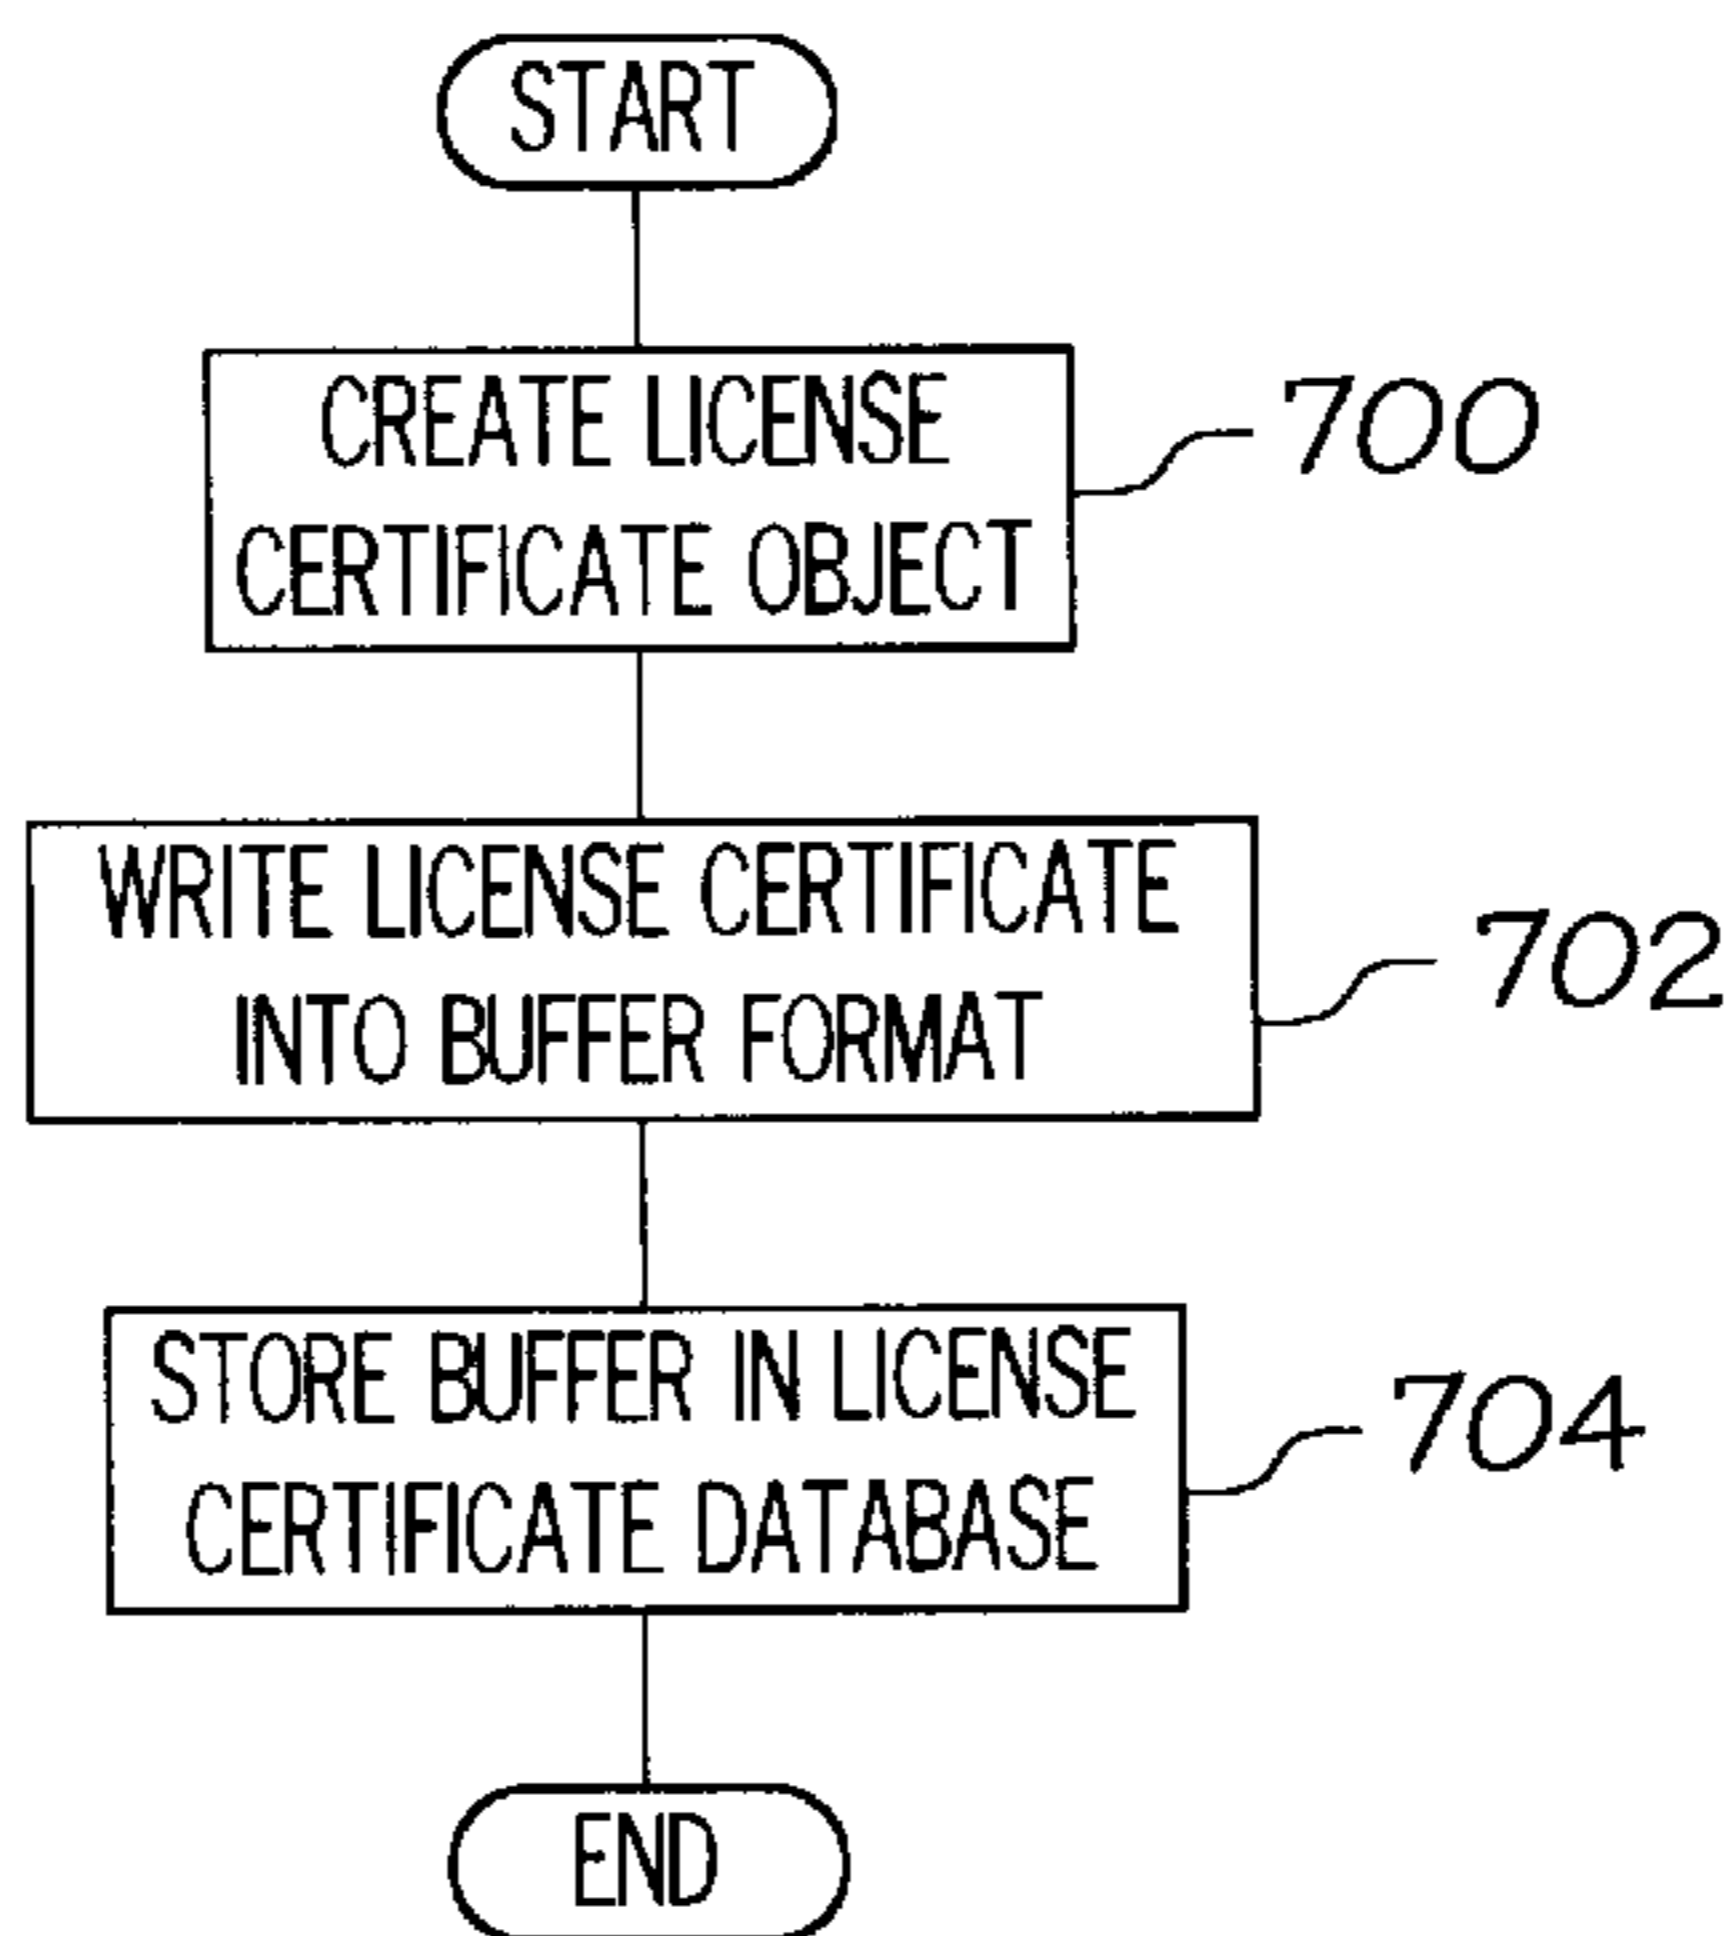 START
CREATE LICENSE
CERTIFICATE OBJECT
700
WRITE LICENSE CERTIFICATE
INTO BUFFER FORMAT
702
STORE BUFFER IN LICENSE
CERTIFICATE DATABASE
704
END